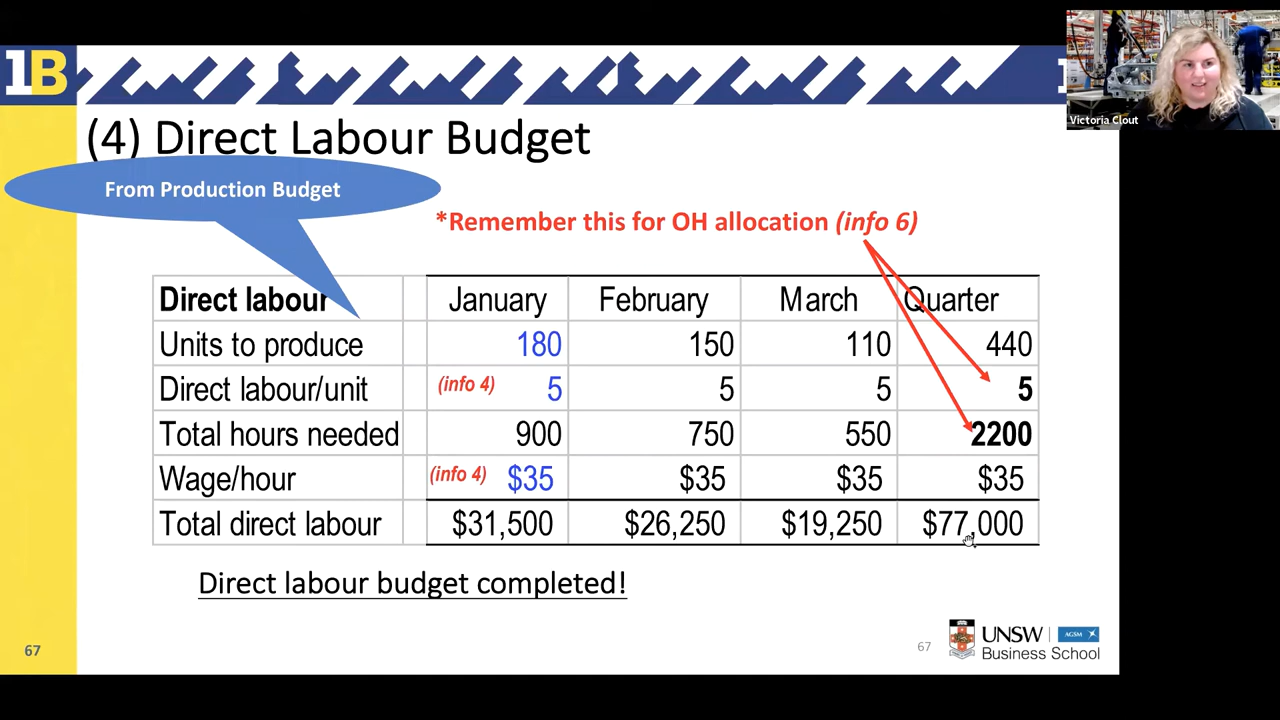 1B
Victoria Clout
(4) Direct Labour Budget
From Production Budget
*Remember this for OH allocation (info 6)
Direct labour January February March Quarter
Units to produce 180 150 110 440
Direct labour/unit (info 4) 5 5 5 5
Total hours needed 900 750 550 2200
Wage/hour (info 4) $35 $35 $35 $35
Total direct labour $31,500 $26,250 $19,250 $77,000
Direct labour budget completed!
67
67
UNSW AGSM
Business School